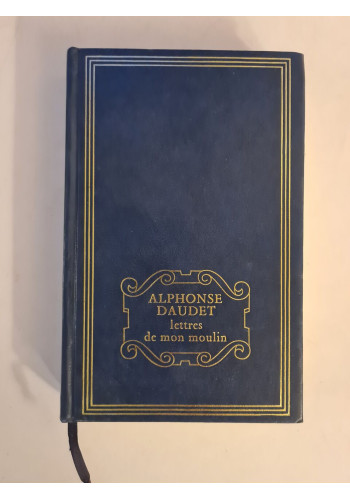 ALPHONSE
DAUDET
lettres
de mon moulin